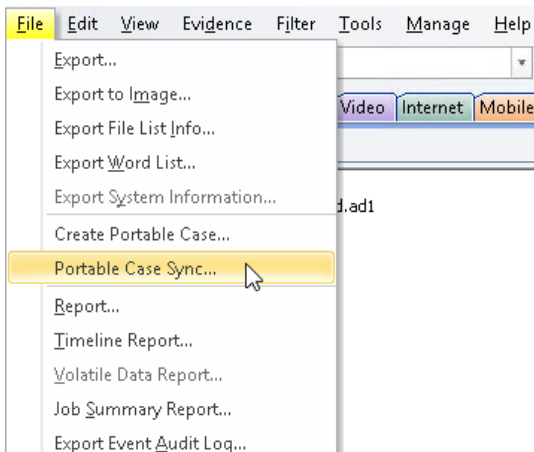 File Edit View Evidence Filter Tools Manage Help
Export...
Export to Image...
Video Internet Mobile
Export File List Info...
Export Word List...
Export System Information...
d.ad1
Create Portable Case...
Portable Case Sync...
Report...
Timeline Report...
Volatile Data Report...
Job Summary Report...
Export Event Audit Log...